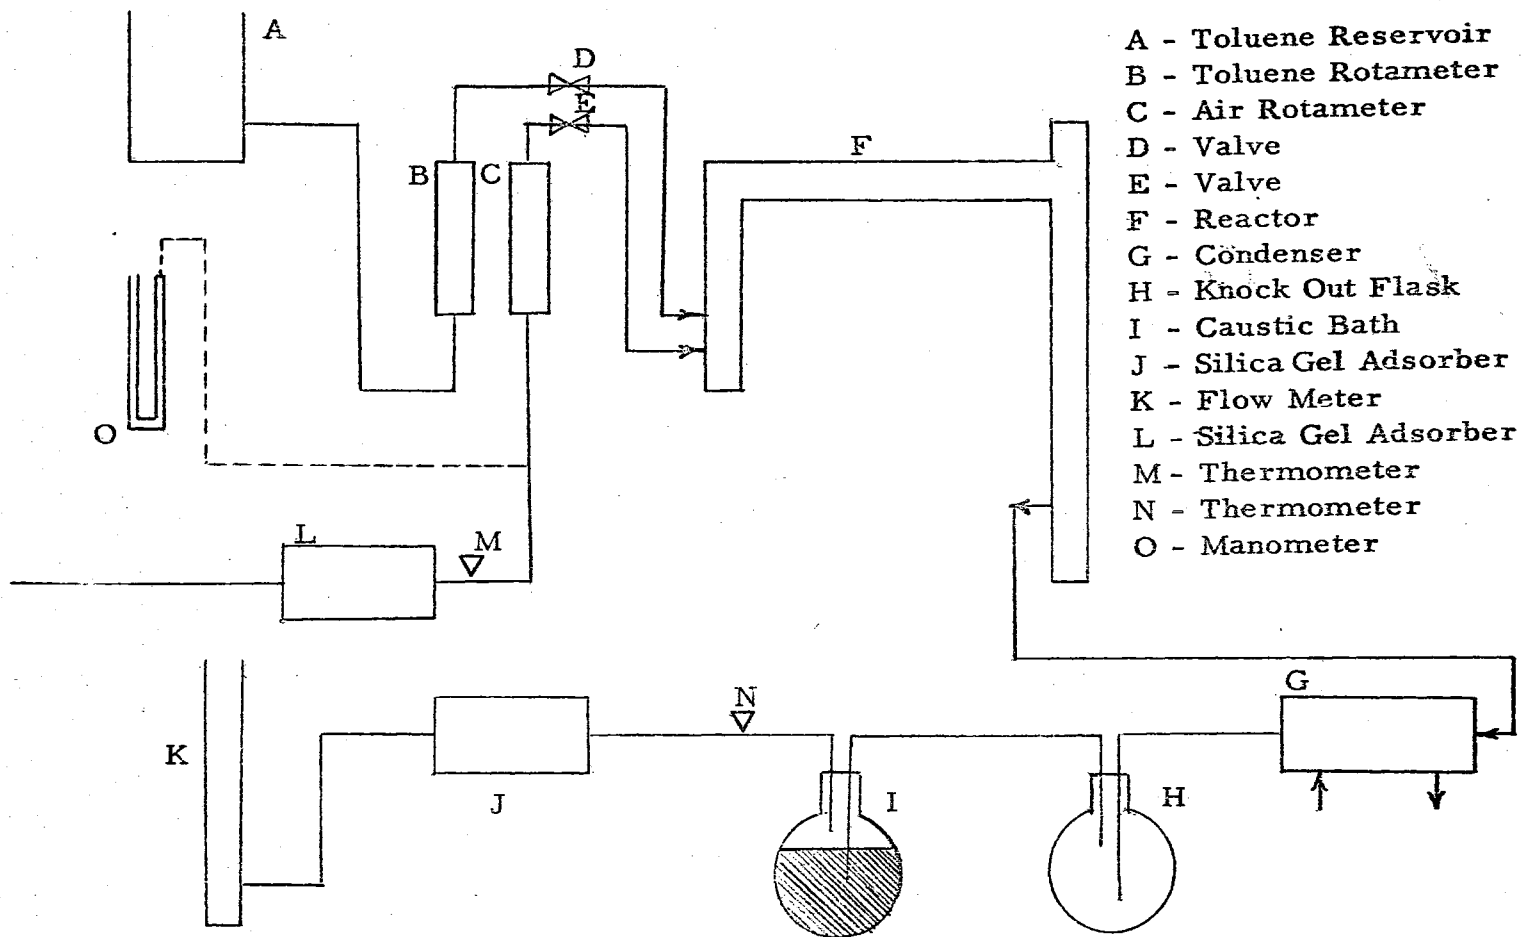 A
D
E
B
C
F
O
L
M
K
J
N
I
H
G
A - Toluene Reservoir
B - Toluene Rotameter
C - Air Rotameter
D - Valve
E - Valve
F - Reactor
G - Condenser
H - Knock Out Flask
I - Caustic Bath
J - Silica Gel Adsorber
K - Flow Meter
L - Silica Gel Adsorber
M - Thermometer
N - Thermometer
O - Manometer